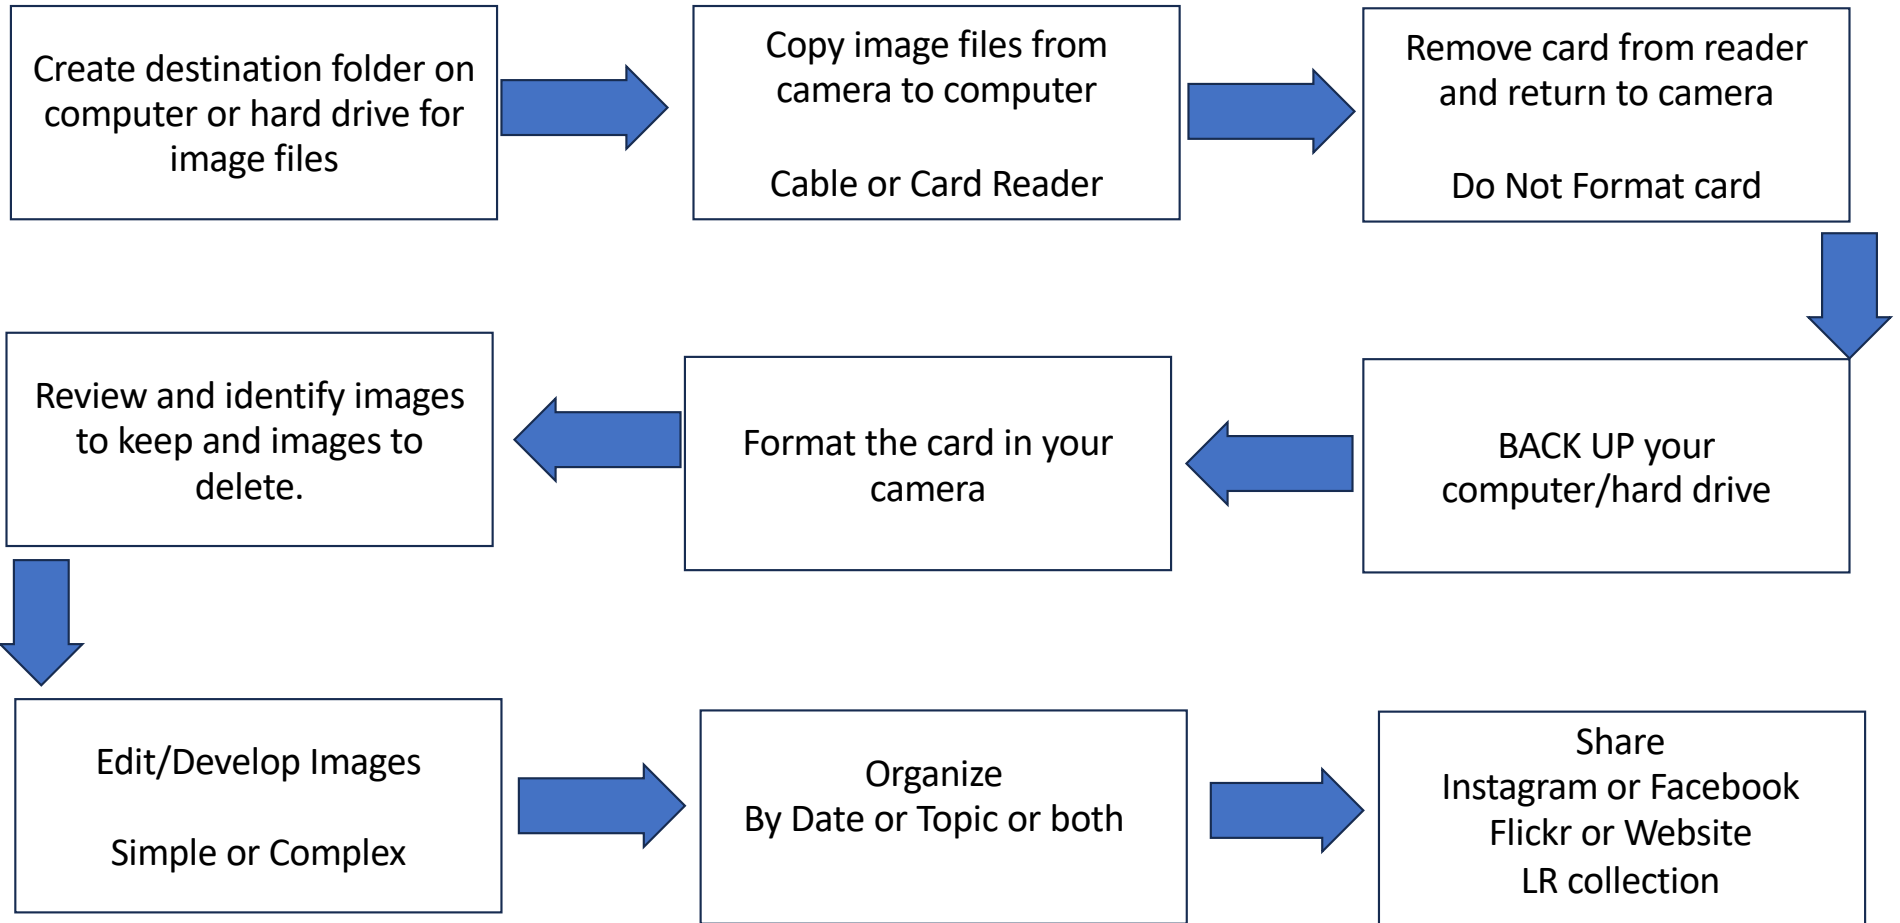 Create destination folder on
computer or hard drive for
image files
Copy image files from
camera to computer
Cable or Card Reader
Remove card from reader
and return to camera
Do Not Format card
BACK UP your
computer/hard drive
Format the card in your
camera
Review and identify images
to keep and images to
delete.
Edit/Develop Images
Simple or Complex
Organize
By Date or Topic or both
Share
Instagram or Facebook
Flickr or Website
LR collection